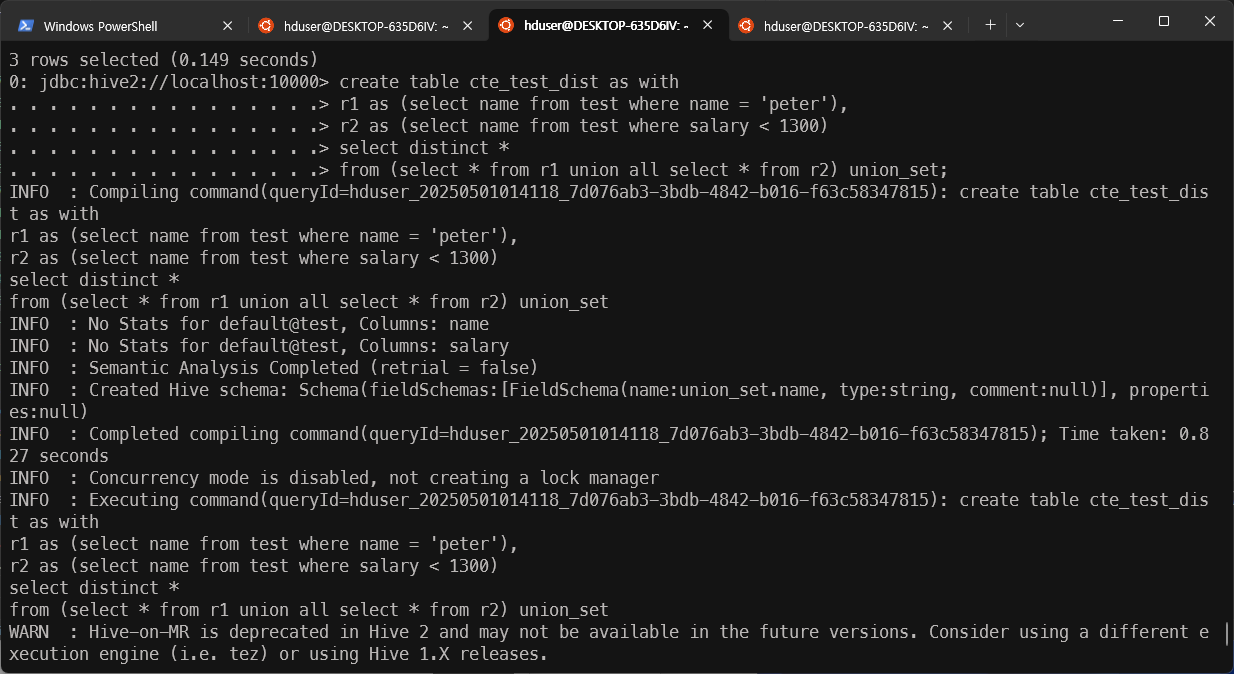 Windows PowerShell
hduser@DESKTOP-635D6IV: ~
hduser@DESKTOP-635D6IV: ~
hduser@DESKTOP-635D6IV: ~
3 rows selected (0.149 seconds)
0: jdbc:hive2://localhost:10000> create table cte_test_dist as with
. . . . . . . . . . . . . . . .> r1 as (select name from test where name = 'peter'),
. . . . . . . . . . . . . . . .> r2 as (select name from test where salary < 1300)
. . . . . . . . . . . . . . . .> select distinct *
. . . . . . . . . . . . . . . .> from (select * from r1 union all select * from r2) union_set;
INFO  : Compiling command(queryId=hduser_20250501014118_7d076ab3-3bdb-4842-b016-f63c58347815): create table cte_test_dis
t as with
r1 as (select name from test where name = 'peter'),
r2 as (select name from test where salary < 1300)
select distinct *
from (select * from r1 union all select * from r2) union_set
INFO  : No Stats for default@test, Columns: name
INFO  : No Stats for default@test, Columns: salary
INFO  : Semantic Analysis Completed (retrial = false)
INFO  : Created Hive schema: Schema(fieldSchemas:[FieldSchema(name:union_set.name, type:string, comment:null)], properti
es:null)
INFO  : Completed compiling command(queryId=hduser_20250501014118_7d076ab3-3bdb-4842-b016-f63c58347815); Time taken: 0.8
27 seconds
INFO  : Concurrency mode is disabled, not creating a lock manager
INFO  : Executing command(queryId=hduser_20250501014118_7d076ab3-3bdb-4842-b016-f63c58347815): create table cte_test_dis
t as with
r1 as (select name from test where name = 'peter'),
r2 as (select name from test where salary < 1300)
select distinct *
from (select * from r1 union all select * from r2) union_set
WARN  : Hive-on-MR is deprecated in Hive 2 and may not be available in the future versions. Consider using a different e
xecution engine (i.e. tez) or using Hive 1.X releases.